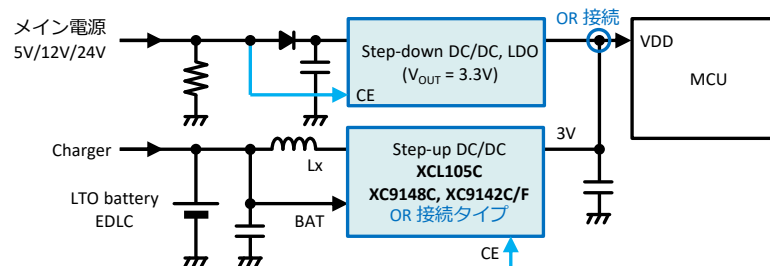 メイン電源
5V/12V/24V
Step-down DC/DC, LDO
(VOUT = 3.3V)
CE
OR 接続
VDD
MCU
Charger
Lx
LTO battery
EDLC
BAT
Step-up DC/DC
XCL105C
XC9148C, XC9142C/F
OR 接続タイプ
3V
CE